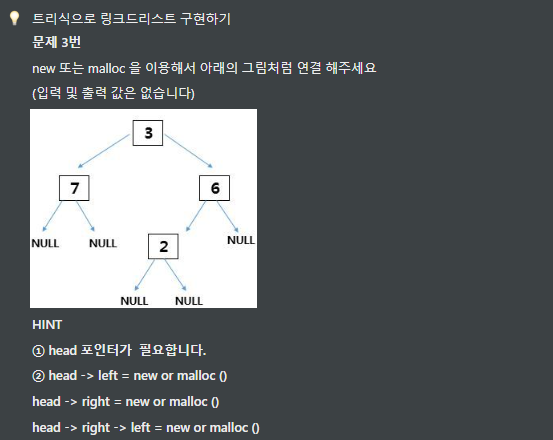 트리식으로 링크드리스트 구현하기
문제 3번
new 또는 malloc 을 이용해서 아래의 그림처럼 연결 해주세요
(입력 및 출력 값은 없습니다)
3
7
6
NULL
NULL
2
NULL
NULL
NULL
HINT
① head 포인터가 필요합니다.
② head -> left = new or malloc ()
head -> right = new or malloc ()
head -> right -> left = new or malloc ()